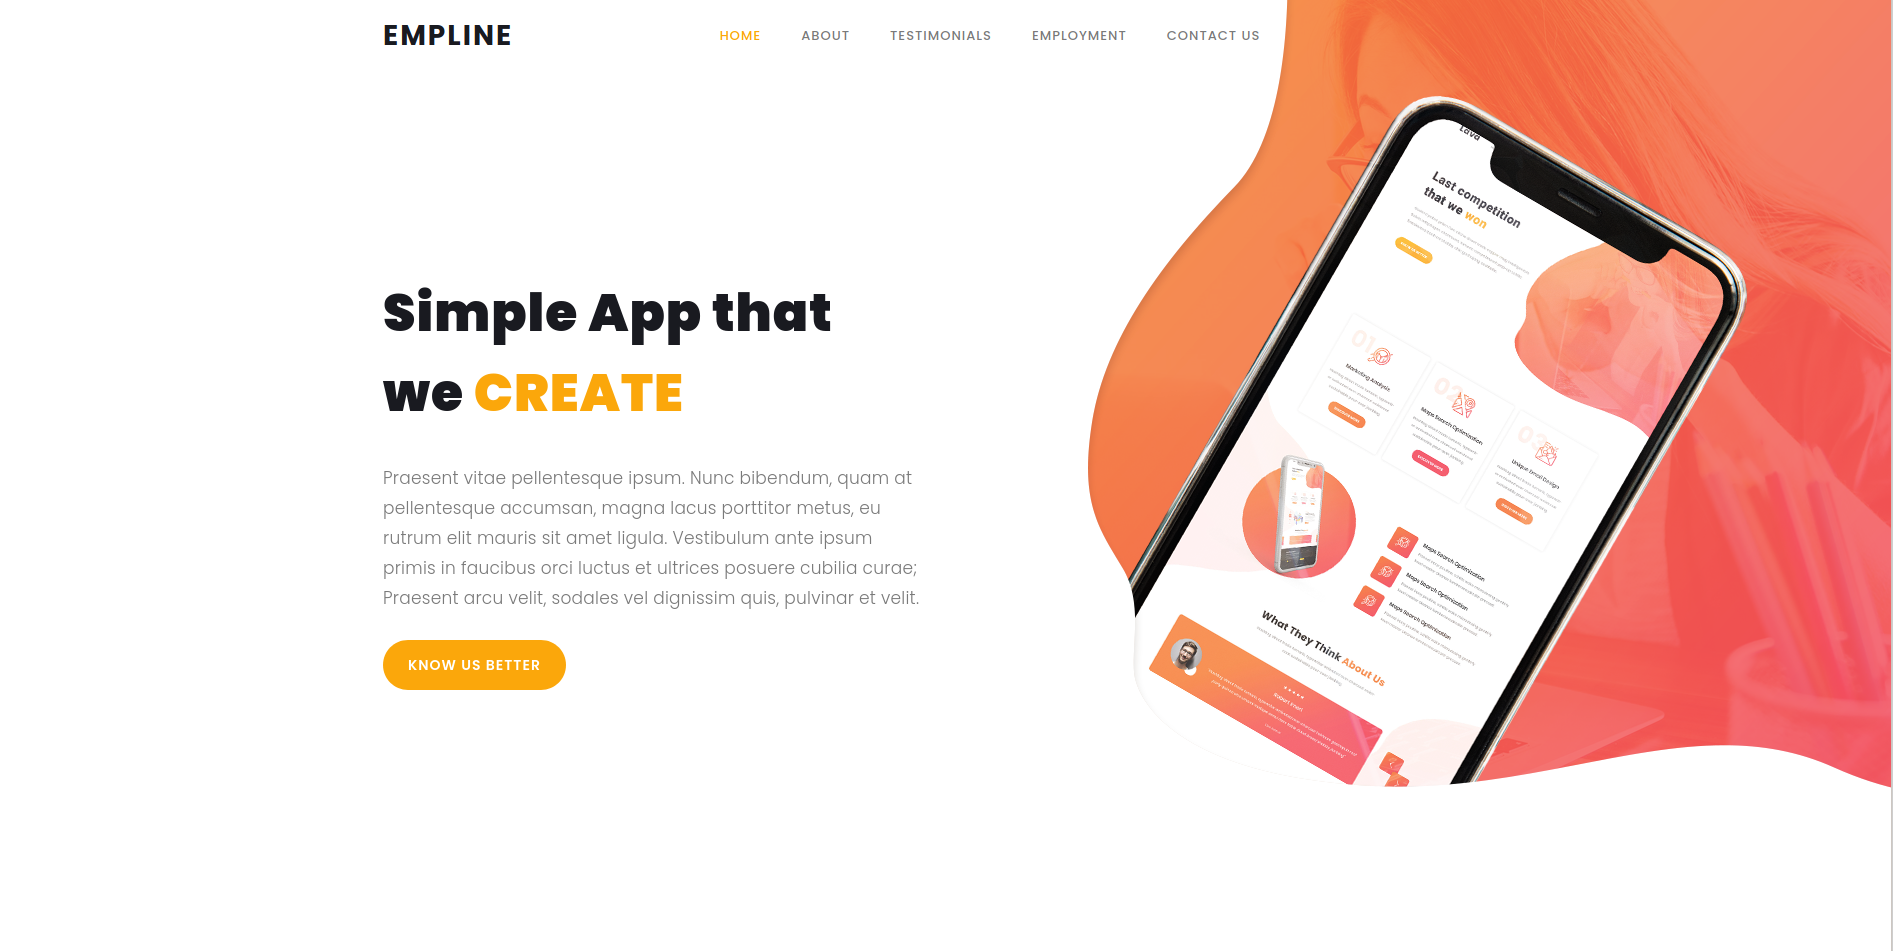 EMPLINE
HOME ABOUT TESTIMONIALS EMPLOYMENT CONTACT US
Simple App that
we CREATE
Praesent vitae pellentesque ipsum. Nunc bibendum, quam at
pellentesque accumsan, magna lacus porttitor metus, eu
rutrum elit mauris sit amet ligula. Vestibulum ante ipsum
primis in faucibus orci luctus et ultrices posuere cubilia curae;
Praesent arcu velit, sodales vel dignissim quis, pulvinar et velit.
KNOW US BETTER
Lava
Last competition
that we won
01
Marketing Analysis
02
Maps Search Optimization
03
Unique Email Design
Maps Search Optimization
Maps Search Optimization
Maps Search Optimization
What They Think About Us